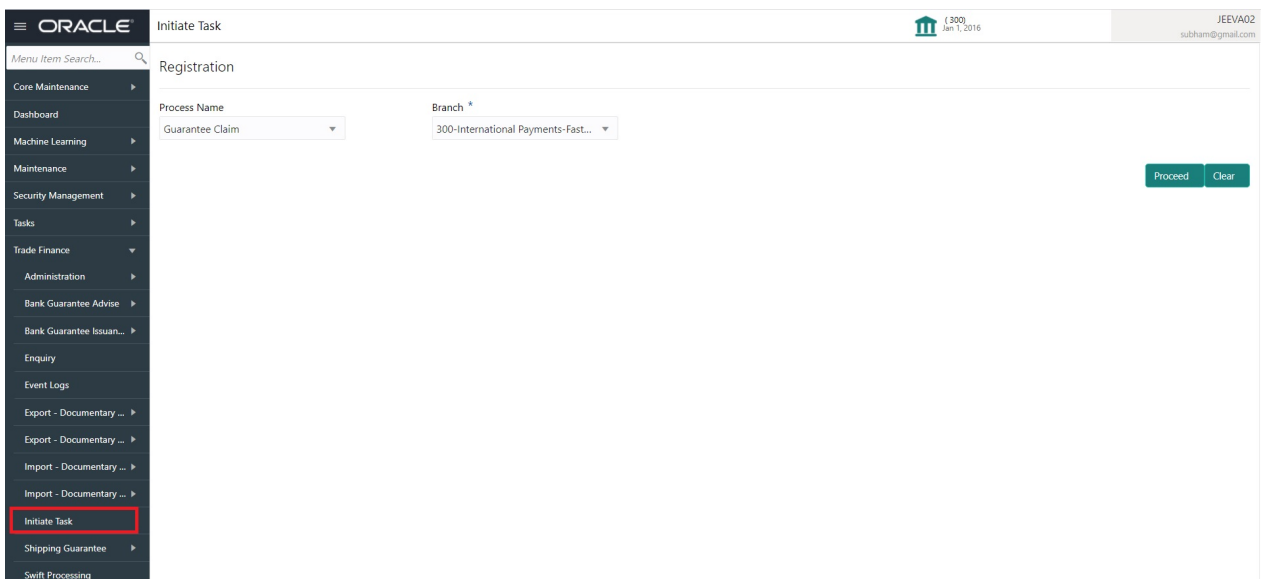 ORACLE
Initiate Task
( 300)
Jan 1, 2016
JEEVA02
subham@gmail.com
Menu Item Search...
Core Maintenance
Dashboard
Machine Learning
Maintenance
Security Management
Tasks
Trade Finance
Administration
Bank Guarantee Advise
Bank Guarantee Issuan...
Enquiry
Event Logs
Export - Documentary ...
Export - Documentary ...
Import - Documentary ...
Import - Documentary ...
Initiate Task
Shipping Guarantee
Swift Processing
Registration
Process Name
Guarantee Claim
Branch *
300-International Payments-Fast...
Proceed
Clear